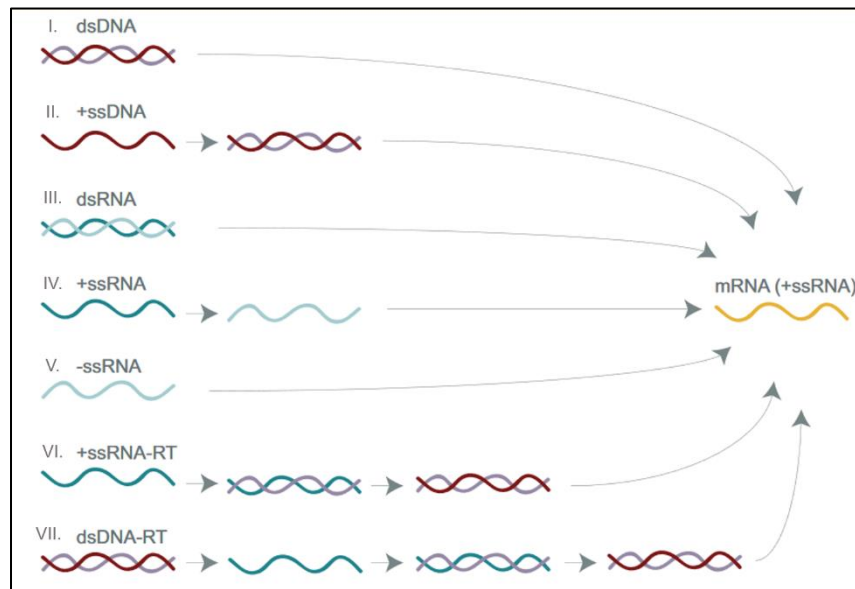 I. dsDNA
II. +ssDNA
III. dsRNA
IV. +ssRNA
mRNA (+ssRNA)
V. -ssRNA
VI. +ssRNA-RT
VII. dsDNA-RT